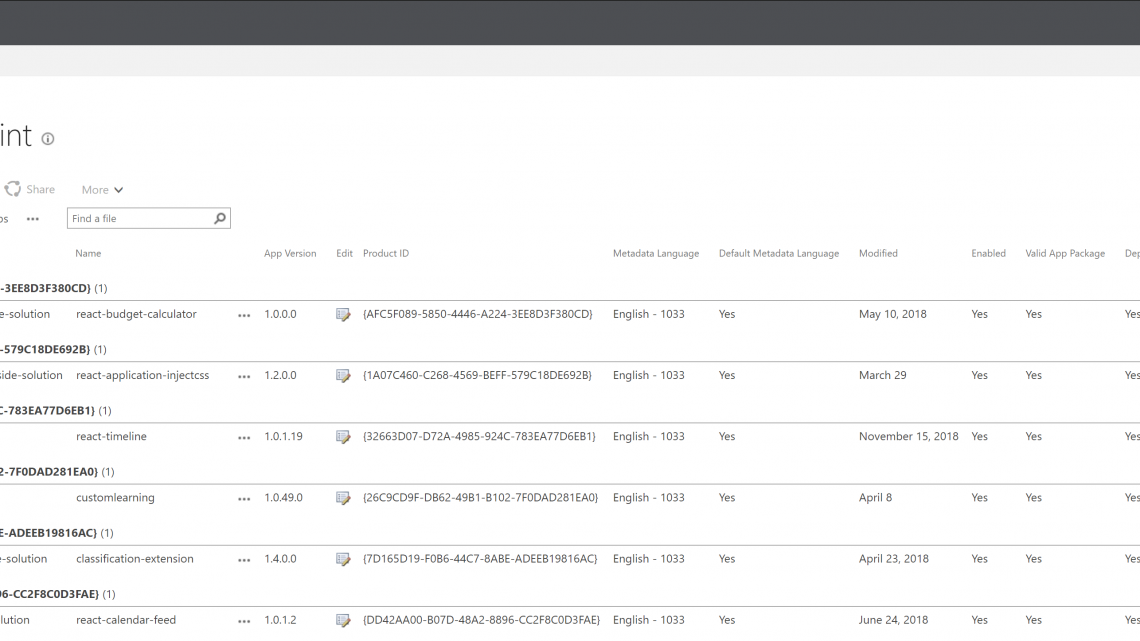 int
Share More
ps ••• Find a file
Name App Version Edit Product ID Metadata Language Default Metadata Language Modified Enabled Valid App Package Dep
-3EE8D3F380CD} (1)
e-solution react-budget-calculator ••• 1.0.0.0 {AFC5F089-5850-4446-A224-3EE8D3F380CD} English - 1033 Yes May 10, 2018 Yes Yes Yes
-579C18DE692B} (1)
side-solution react-application-injectcss ••• 1.2.0.0 {1A07C460-C268-4569-BEFF-579C18DE692B} English - 1033 Yes March 29 Yes Yes Yes
C-783EA77D6EB1} (1)
react-timeline ••• 1.0.1.19 {32663D07-D72A-4985-924C-783EA77D6EB1} English - 1033 Yes November 15, 2018 Yes Yes Yes
2-7F0DAD281EA0} (1)
customlearning ••• 1.0.49.0 {26C9CD9F-DB62-49B1-B102-7F0DAD281EA0} English - 1033 Yes April 8 Yes Yes Yes
E-ADEEB19816AC} (1)
e-solution classification-extension ••• 1.4.0.0 {7D165D19-F0B6-44C7-8ABE-ADEEB19816AC} English - 1033 Yes April 23, 2018 Yes Yes Yes
96-CC2F8C0D3FAE} (1)
lution react-calendar-feed ••• 1.0.1.2 {DD42AA00-B07D-48A2-8896-CC2F8C0D3FAE} English - 1033 Yes June 24, 2018 Yes Yes Yes